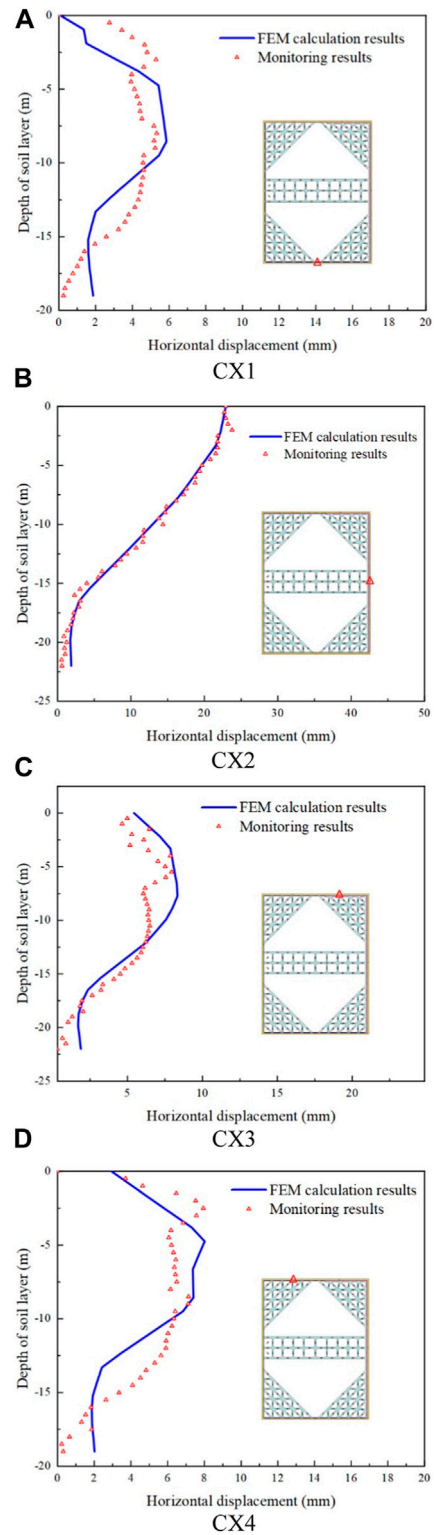 A
FEM calculation results
Monitoring results
Depth of soil layer (m)
0
-5
-10
-15
-20
0 2 4 6 8 10 12 14 16 18 20
Horizontal displacement (mm)
CX1
B
FEM calculation results
Monitoring results
Depth of soil layer (m)
0
-5
-10
-15
-20
-25
0 10 20 30 40 50
Horizontal displacement (mm)
CX2
C
FEM calculation results
Monitoring results
Depth of soil layer (m)
0
-5
-10
-15
-20
-25
5 10 15 20
Horizontal displacement (mm)
CX3
D
FEM calculation results
Monitoring results
Depth of soil layer (m)
0
-5
-10
-15
-20
0 2 4 6 8 10 12 14 16 18 20
Horizontal displacement (mm)
CX4